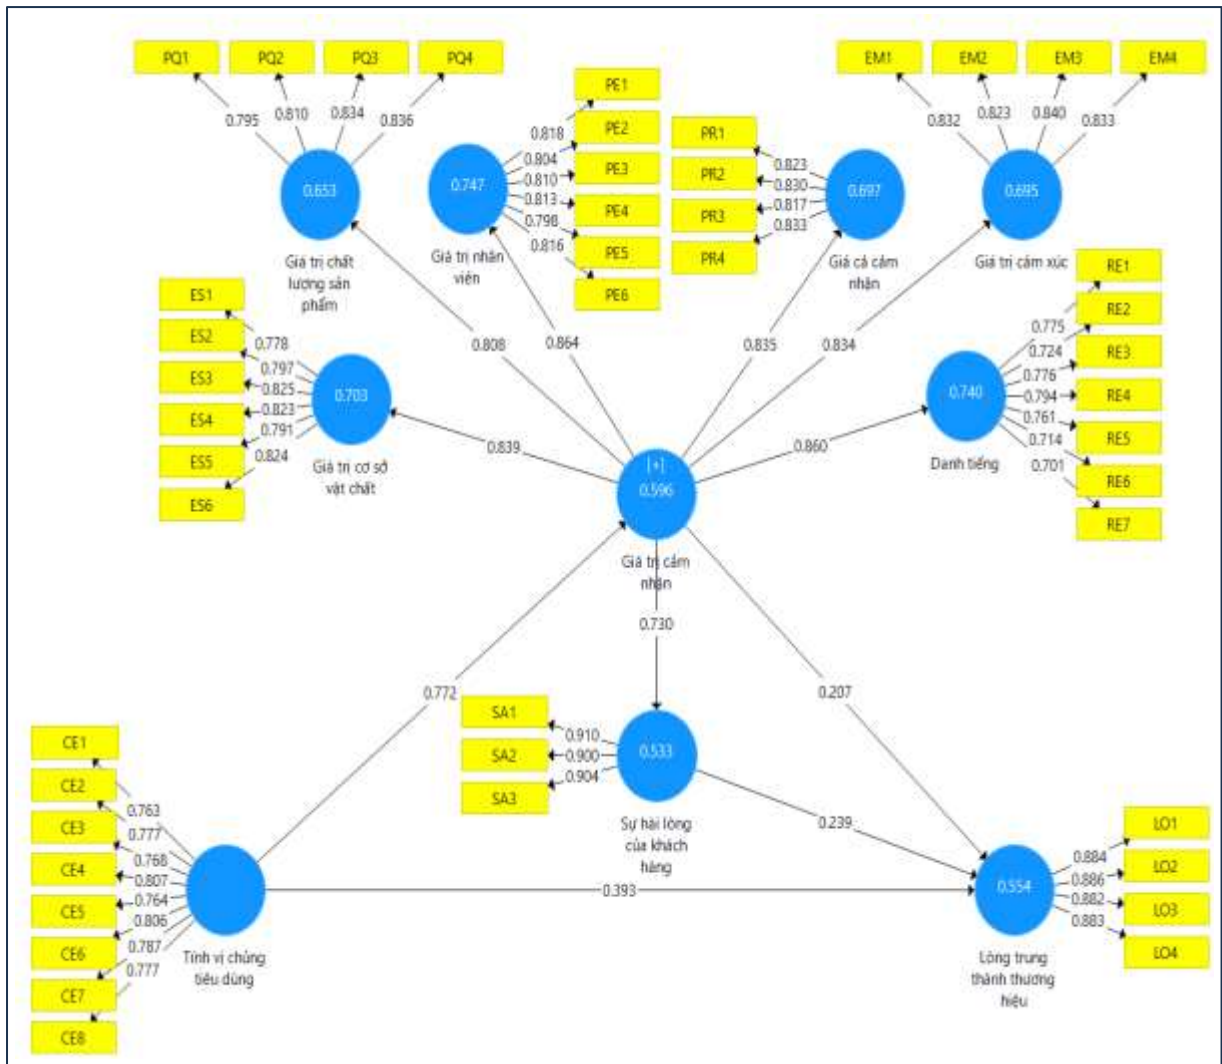 PQ1
PQ2
PQ3
PQ4
0.795
0.810
0.834
0.836
0.653
Giá trị chất
lượng sản
phẩm
PE1
PE2
PE3
PE4
PE5
PE6
0.818
0.804
0.810
0.813
0.798
0.816
0.747
Giá trị nhân
viên
PR1
PR2
PR3
PR4
0.823
0.830
0.817
0.833
0.697
Giá cả cảm
nhận
EM1
EM2
EM3
EM4
0.832
0.823
0.840
0.833
0.695
Giá trị cảm xúc
ES1
ES2
ES3
ES4
ES5
ES6
0.778
0.797
0.825
0.823
0.791
0.824
0.703
Giá trị cơ sở
vật chất
RE1
RE2
RE3
RE4
RE5
RE6
RE7
0.775
0.724
0.776
0.794
0.761
0.714
0.701
0.740
Danh tiếng
0.808
0.864
0.835
0.834
0.839
0.860
[+]
0.596
Giá trị cảm
nhận
0.730
0.772
0.207
SA1
SA2
SA3
0.910
0.900
0.904
0.533
Sự hài lòng
của khách
hàng
0.239
0.393
CE1
CE2
CE3
CE4
CE5
CE6
CE7
CE8
0.763
0.777
0.768
0.807
0.764
0.806
0.787
0.777
Tính vị chủng
tiêu dùng
LO1
LO2
LO3
LO4
0.884
0.886
0.882
0.883
0.554
Lòng trung
thành thương
hiệu